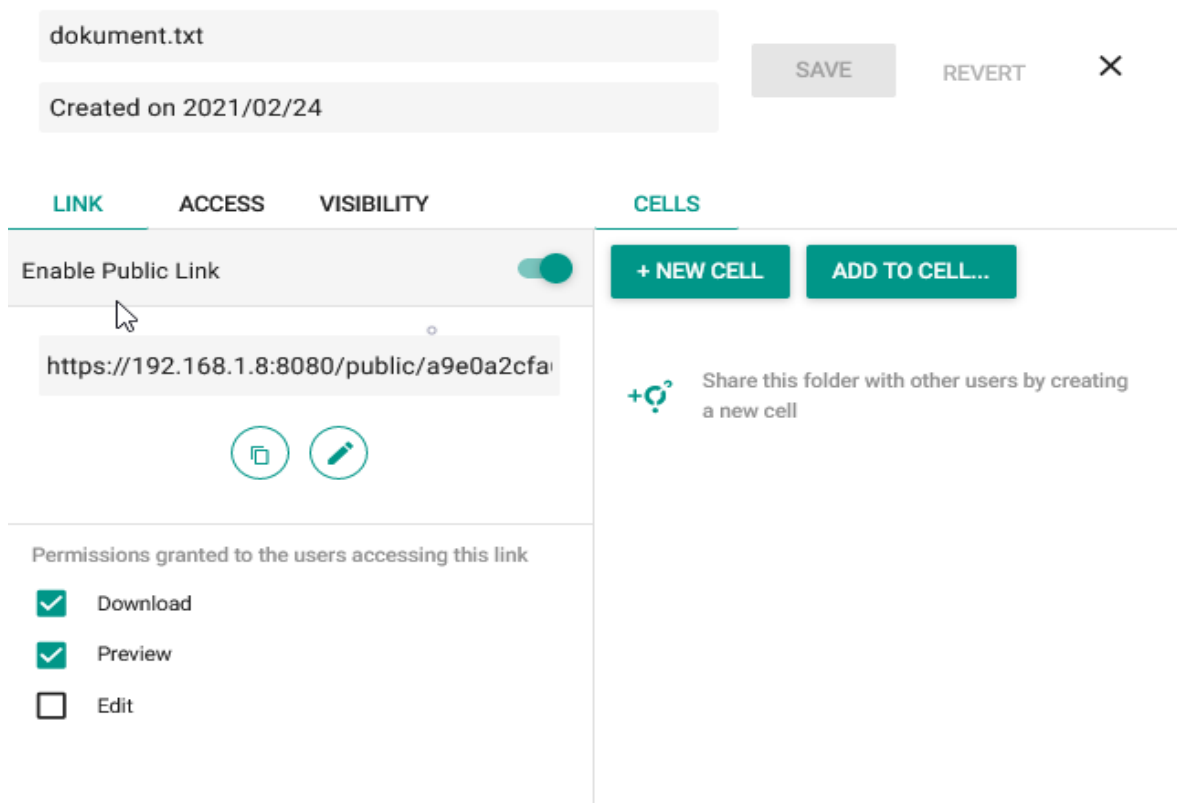 dokument.txt
SAVE
REVERT
Created on 2021/02/24
LINK
ACCESS
VISIBILITY
CELLS
Enable Public Link
+ NEW CELL
ADD TO CELL...
https://192.168.1.8:8080/public/a9e0a2cfa
Share this folder with other users by creating
a new cell
Permissions granted to the users accessing this link
Download
Preview
Edit